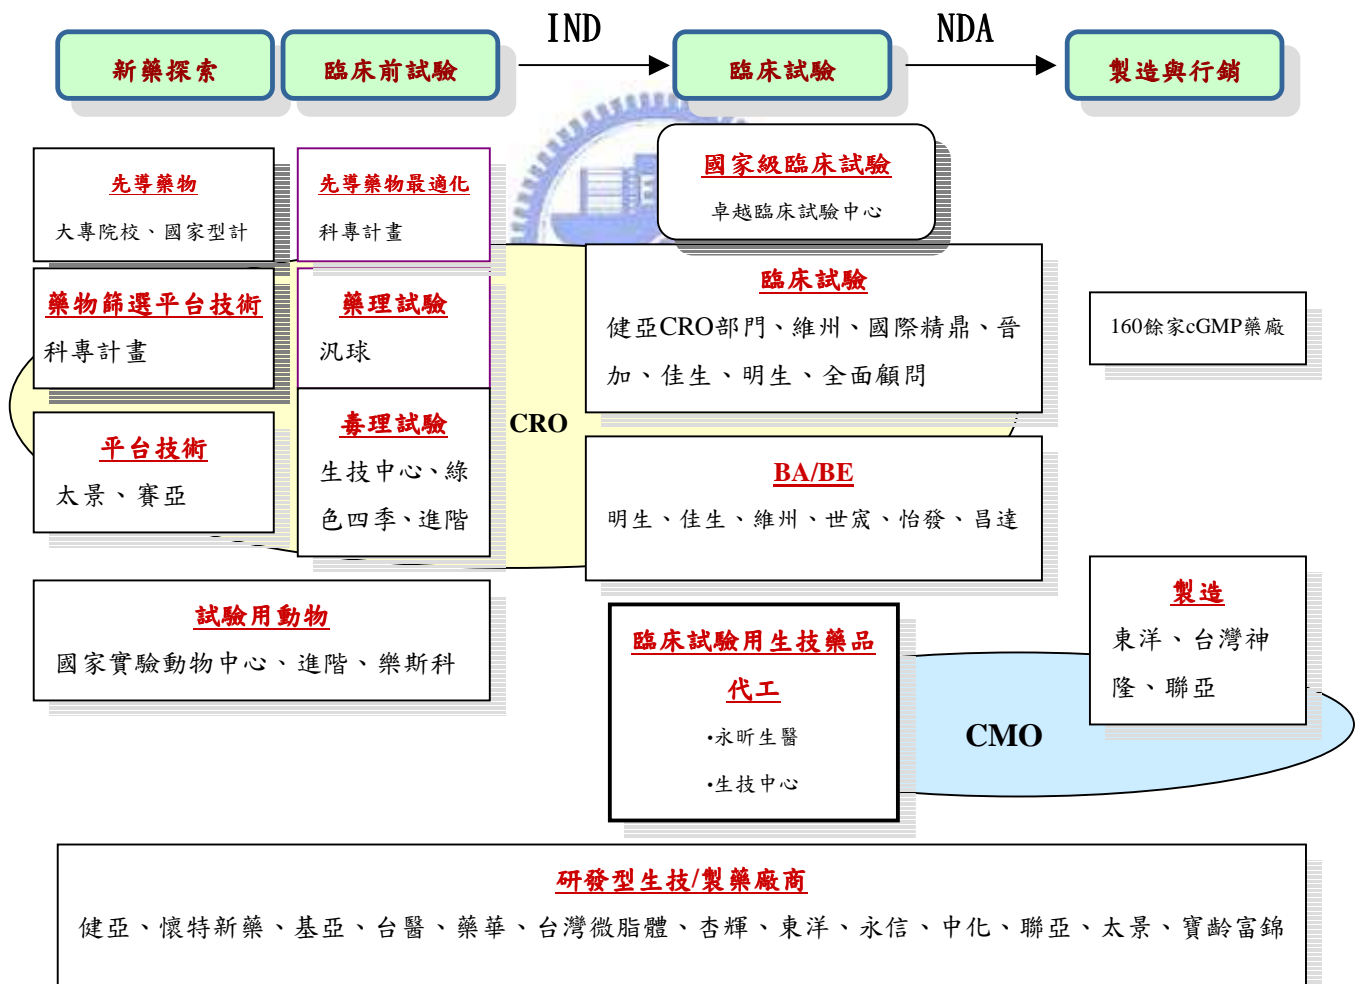 IND
NDA
新藥探索
臨床前試驗
臨床試驗
製造與行銷
先導藥物
大專院校、國家型計
先導藥物最適化
科專計畫
國家級臨床試驗
卓越臨床試驗中心
藥物篩選平台技術
科專計畫
藥理試驗
汎球
臨床試驗
健亞CRO部門、維州、國際精鼎、晉
加、佳生、明生、全面顧問
160餘家cGMP藥廠
平台技術
太景、賽亞
毒理試驗
生技中心、綠
色四季、進階
CRO
BA/BE
明生、佳生、維州、世宬、怡發、昌達
試驗用動物
國家實驗動物中心、進階、樂斯科
臨床試驗用生技藥品
代工
•永昕生醫
•生技中心
CMO
製造
東洋、台灣神
隆、聯亞
研發型生技/製藥廠商
健亞、懷特新藥、基亞、台醫、藥華、台灣微脂體、杏輝、東洋、永信、中化、聯亞、太景、寶齡富錦